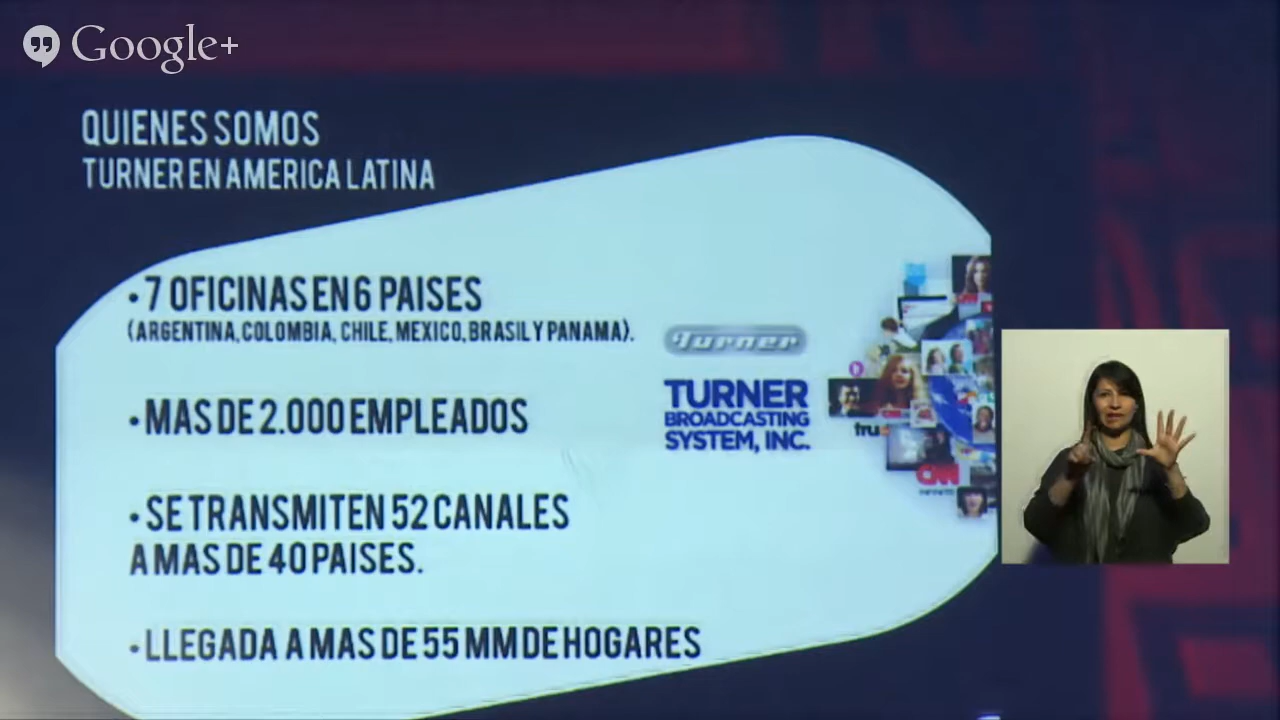 Google+
QUIENES SOMOS
TURNER EN AMERICA LATINA
• 7 OFICINAS EN 6 PAISES
(ARGENTINA, COLOMBIA, CHILE, MEXICO, BRASIL Y PANAMA).
Turner
• MAS DE 2.000 EMPLEADOS
TURNER
BROADCASTING
SYSTEM, INC.
CNN
• SE TRANSMITEN 52 CANALES
A MAS DE 40 PAISES.
• LLEGADA A MAS DE 55 MM DE HOGARES